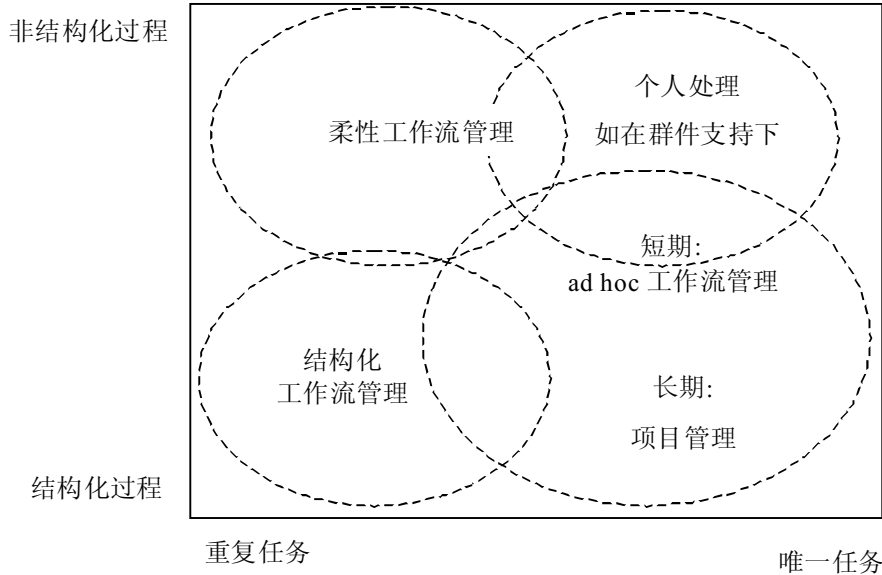 非结构化过程
柔性工作流管理
个人处理
如在群件支持下
短期:
ad hoc 工作流管理
结构化
工作流管理
长期:
项目管理
结构化过程
重复任务
唯一任务